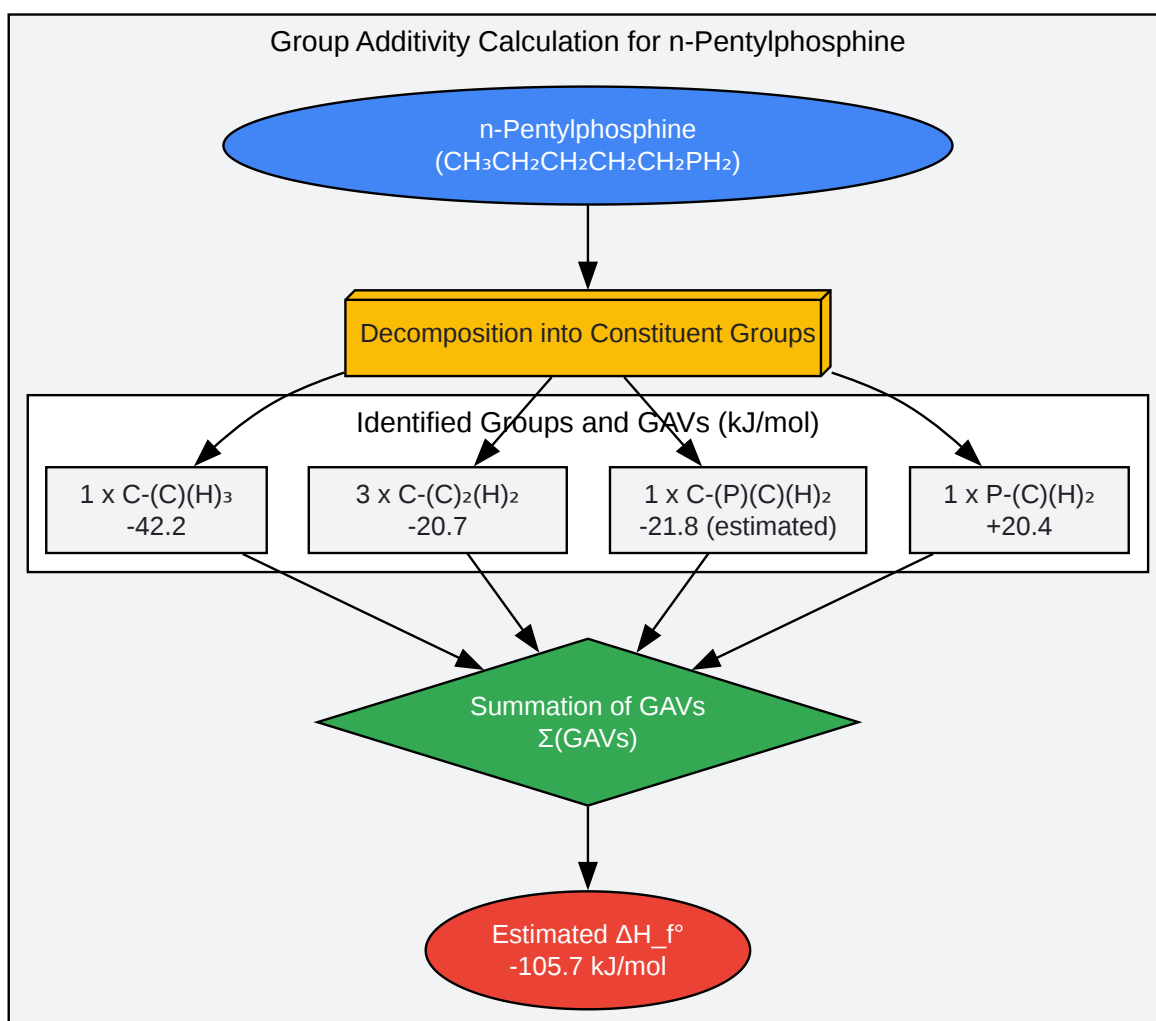 Group Additivity Calculation for n-Pentylphosphine
n-Pentylphosphine
(CH₃CH₂CH₂CH₂CH₂PH₂)
Decomposition into Constituent Groups
Identified Groups and GAVs (kJ/mol)
1 x C-(C)(H)₃
-42.2
3 x C-(C)₂(H)₂
-20.7
1 x C-(P)(C)(H)₂
-21.8 (estimated)
1 x P-(C)(H)₂
+20.4
Summation of GAVs
Σ(GAVs)
Estimated ΔH_f°
-105.7 kJ/mol